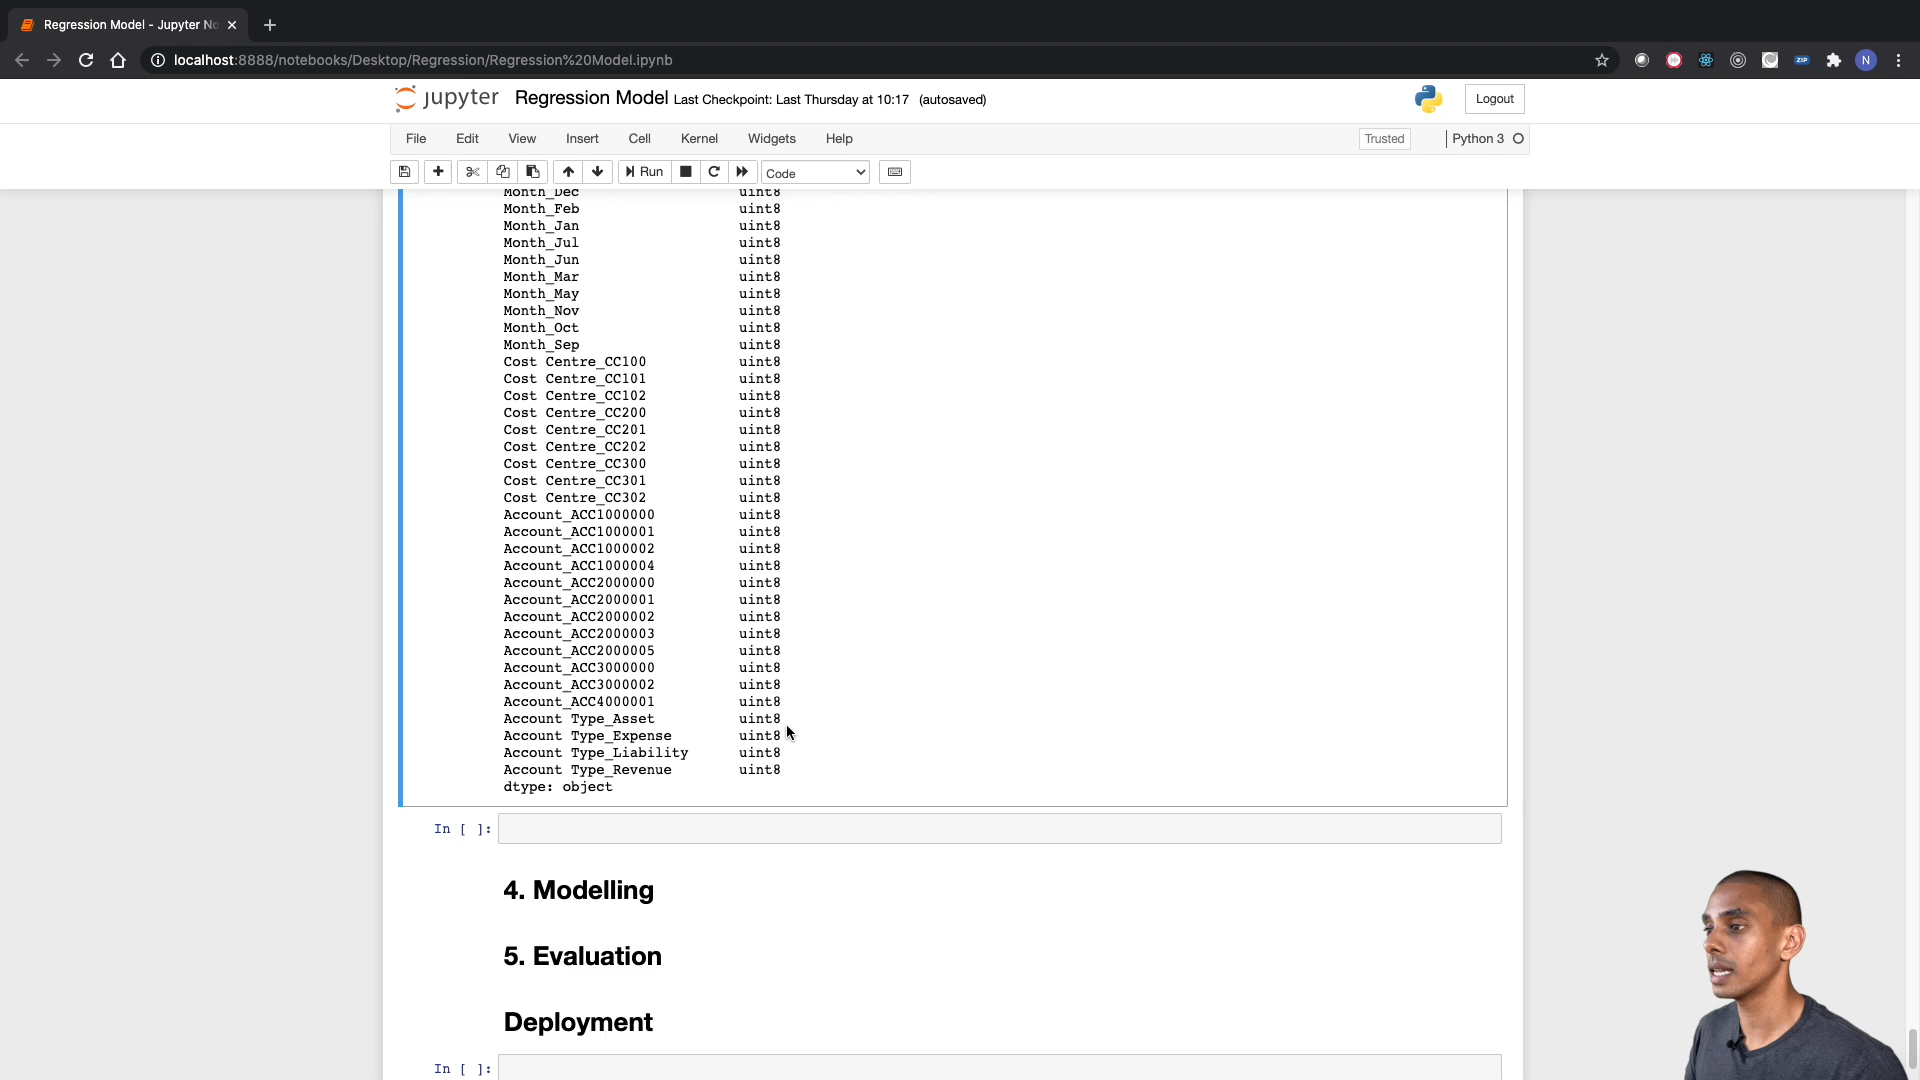 Regression Model - Jupyter No
localhost:8888/notebooks/Desktop/Regression/Regression%20Model.ipynb
ZIP
N
jupyter Regression Model Last Checkpoint: Last Thursday at 10:17 (autosaved)
Logout
File Edit View Insert Cell Kernel Widgets Help
Trusted
Python 3
Run
Code
Month_Dec uint8
Month_Feb uint8
Month_Jan uint8
Month_Jul uint8
Month_Jun uint8
Month_Mar uint8
Month_May uint8
Month_Nov uint8
Month_Oct uint8
Month_Sep uint8
Cost Centre_CC100 uint8
Cost Centre_CC101 uint8
Cost Centre_CC102 uint8
Cost Centre_CC200 uint8
Cost Centre_CC201 uint8
Cost Centre_CC202 uint8
Cost Centre_CC300 uint8
Cost Centre_CC301 uint8
Cost Centre_CC302 uint8
Account_ACC1000000 uint8
Account_ACC1000001 uint8
Account_ACC1000002 uint8
Account_ACC1000004 uint8
Account_ACC2000000 uint8
Account_ACC2000001 uint8
Account_ACC2000002 uint8
Account_ACC2000003 uint8
Account_ACC2000005 uint8
Account_ACC3000000 uint8
Account_ACC3000002 uint8
Account_ACC4000001 uint8
Account Type_Asset uint8
Account Type_Expense uint8
Account Type_Liability uint8
Account Type_Revenue uint8
dtype: object
In [ ]:
4. Modelling
5. Evaluation
Deployment
In [ ]: